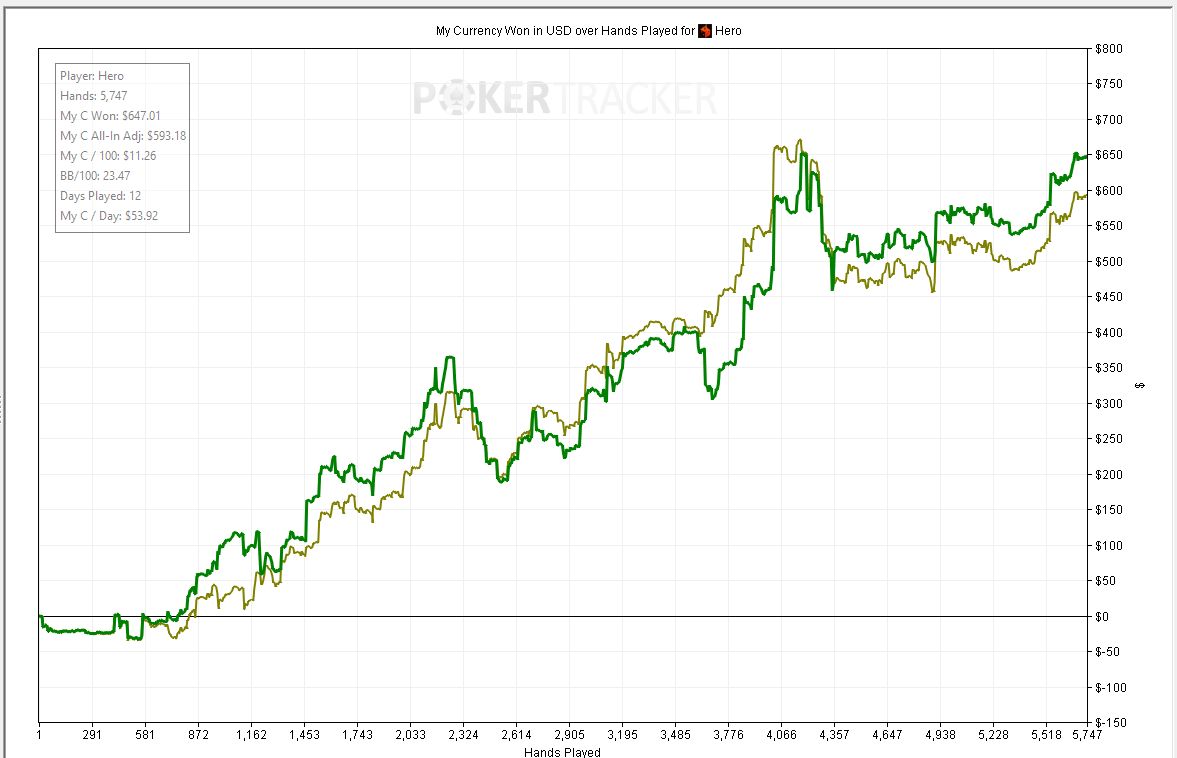 My Currency Won in USD over Hands Played for Hero
POKERTRACKER
Player: Hero
Hands: 5,747
My C Won: $647.01
My C All-In Adj: $593.18
My C / 100: $11.26
BB/100: 23.47
Days Played: 12
My C / Day: $53.92
$800
$750
$700
$650
$600
$550
$500
$450
$400
$350
$300
$250
$200
$150
$100
$50
$0
$-50
$-100
$-150
$
1 291 581 872 1,162 1,453 1,743 2,033 2,324 2,614 2,905 3,195 3,485 3,776 4,066 4,357 4,647 4,938 5,228 5,518 5,747
Hands Played